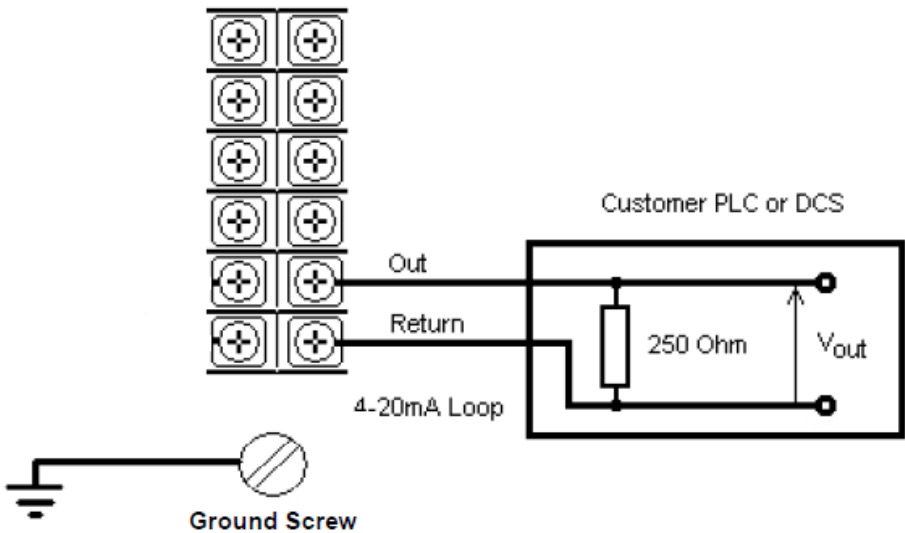 Customer PLC or DCS
Out
Return
250 Ohm
Vout
4-20mA Loop
Ground Screw